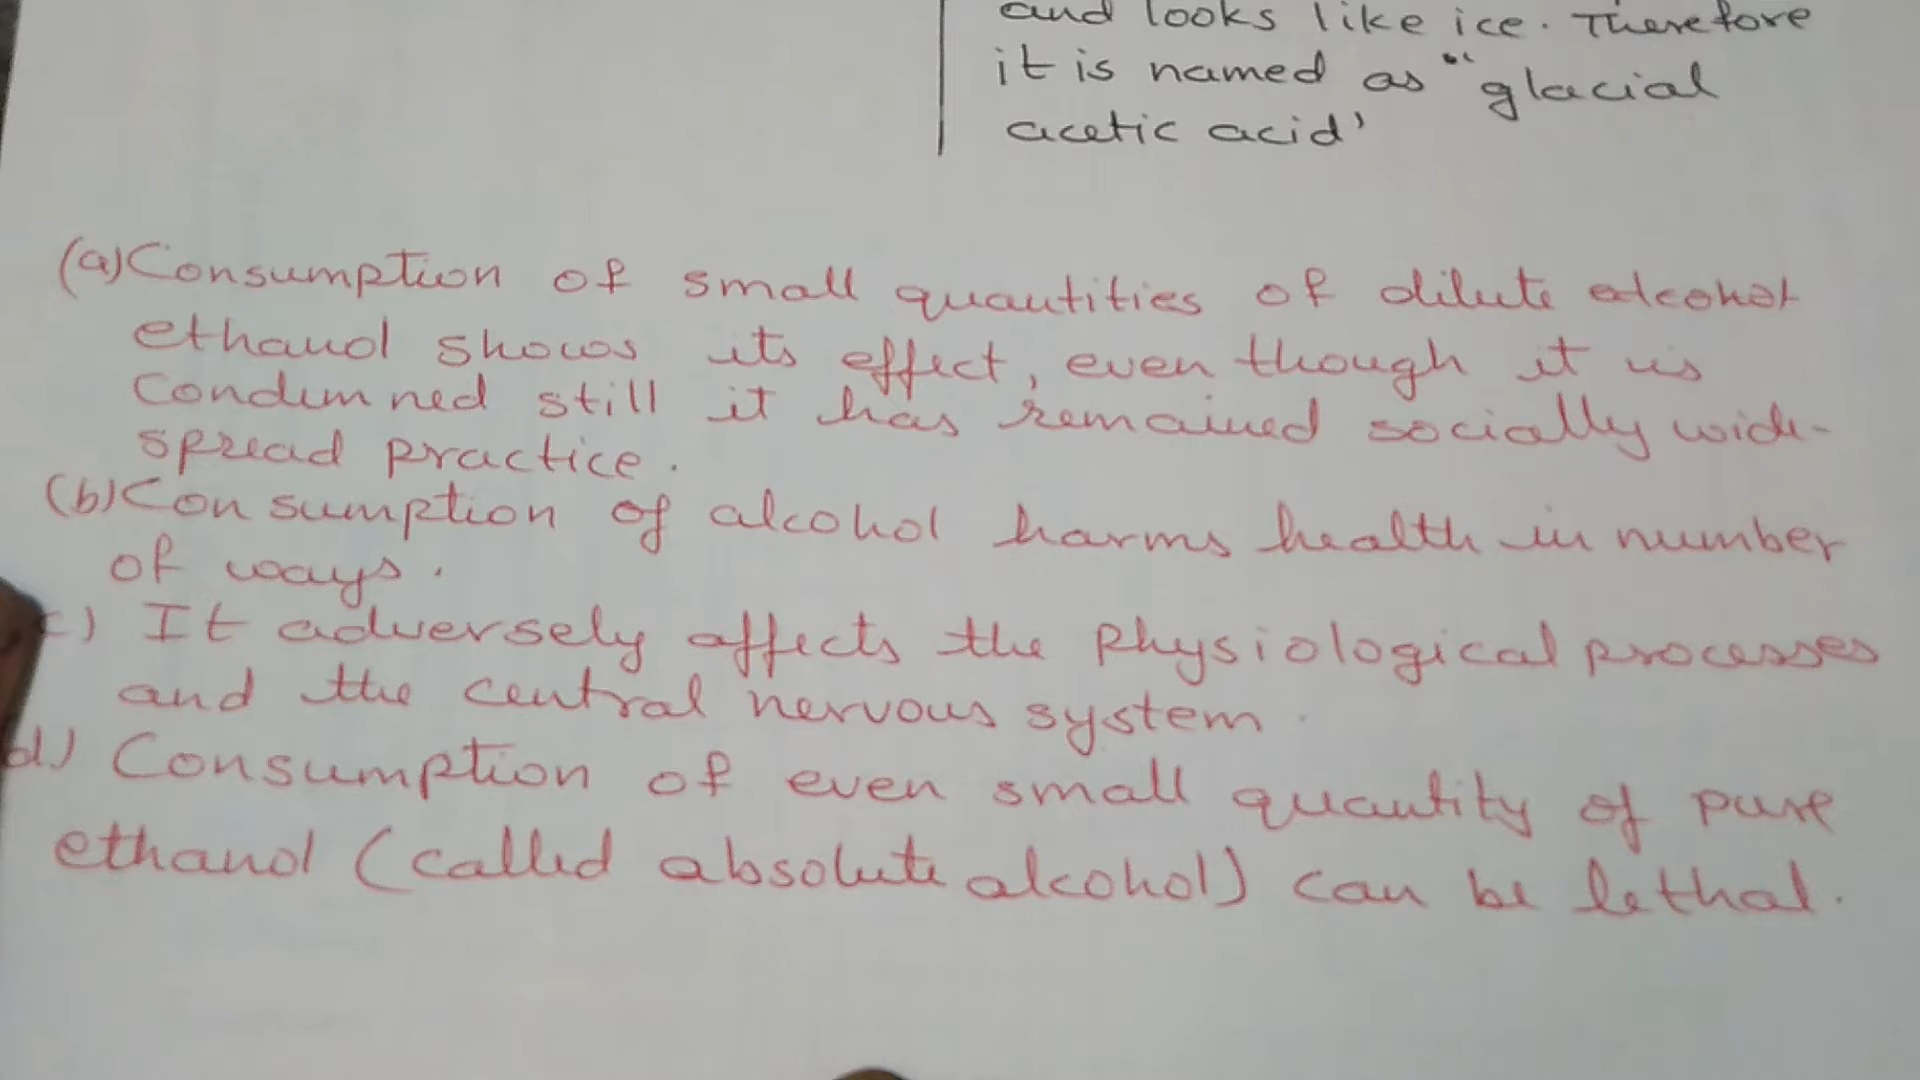 and looks like ice. Therefore
it is named as "glacial
acetic acid'
(a) Consumption of small quantities of dilute alcohol
ethanol shows its effect, even though it is
Condemned still it has remained socially wide-
spread practice.
(b) Consumption of alcohol harms health in number
of ways.
c) It adversely affects the Physiological processes
and the central nervous system.
d) Consumption of even small quantity of pure
ethanol (called absolute alcohol) can be lethal.